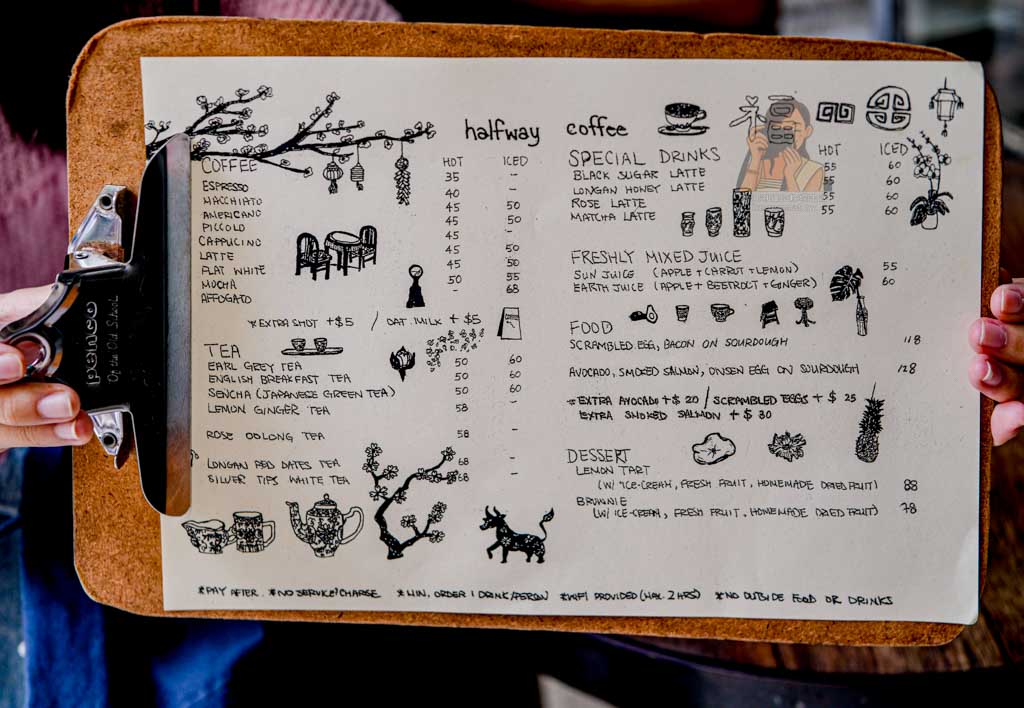 halfway coffee
COFFEE HOT ICED
ESPRESSO 35 -
MACCHIATO 40 -
AMERICANO 45 50
PICCOLO 45 -
CAPPUCINO 45 50
LATTE 45 50
FLAT WHITE 45 50
MOCHA 50 55
AFFOGATO - 68
*EXTRA SHOT +$5 / OAT MILK + $5
TEA
EARL GREY TEA 50 60
ENGLISH BREAKFAST TEA 50 60
SENCHA (JAPANESE GREEN TEA) 50 60
LEMON GINGER TEA 58 -
ROSE OOLONG TEA 58 -
LONGAN RED DATES TEA 68 -
SILVER TIPS WHITE TEA 68 -
SPECIAL DRINKS HOT ICED
BLACK SUGAR LATTE 55 60
LONGAN HONEY LATTE 55 60
ROSE LATTE 55 60
MATCHA LATTE 55 60
FRESHLY MIXED JUICE
SUN JUICE (APPLE + CARROT + LEMON) 55
EARTH JUICE (APPLE + BEETROOT + GINGER) 60
FOOD
SCRAMBLED EGG, BACON ON SOURDOUGH 118
AVOCADO, SMOKED SALMON, ONSEN EGG ON SOURDOUGH 128
*EXTRA AVOCADO +$ 20 / SCRAMBLED EGGS + $ 25
EXTRA SMOKED SALMON + $ 30
DESSERT
LEMON TART
(W/ ICE-CREAM, FRESH FRUIT, HOMEMADE DRIED FRUIT) 88
BROWNIE
(W/ ICE-CREAM, FRESH FRUIT, HOMEMADE DRIED FRUIT) 78
*PAY AFTER *NO SERVICE CHARGE *MIN. ORDER 1 DRINK/PERSON *WIFI PROVIDED (MAX. 2 HRS) *NO OUTSIDE FOOD OR DRINKS
penco
Of the Old School